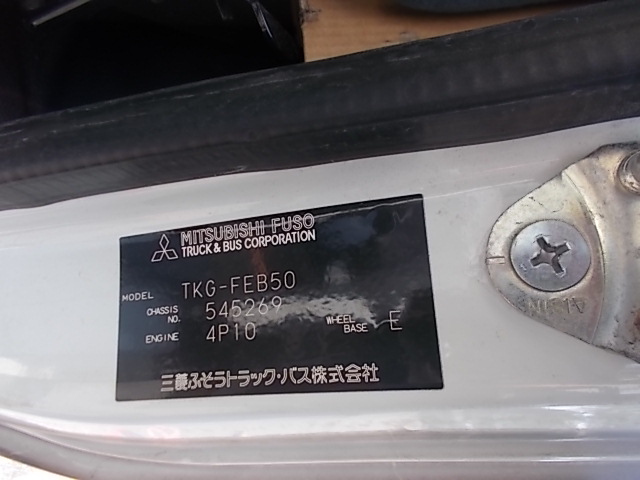 MITSUBISHI FUSO
TRUCK & BUS CORPORATION
MODEL TKG-FEB50
CHASSIS NO. 545269
ENGINE 4P10
WHEEL BASE E
三菱ふそうトラック・バス株式会社